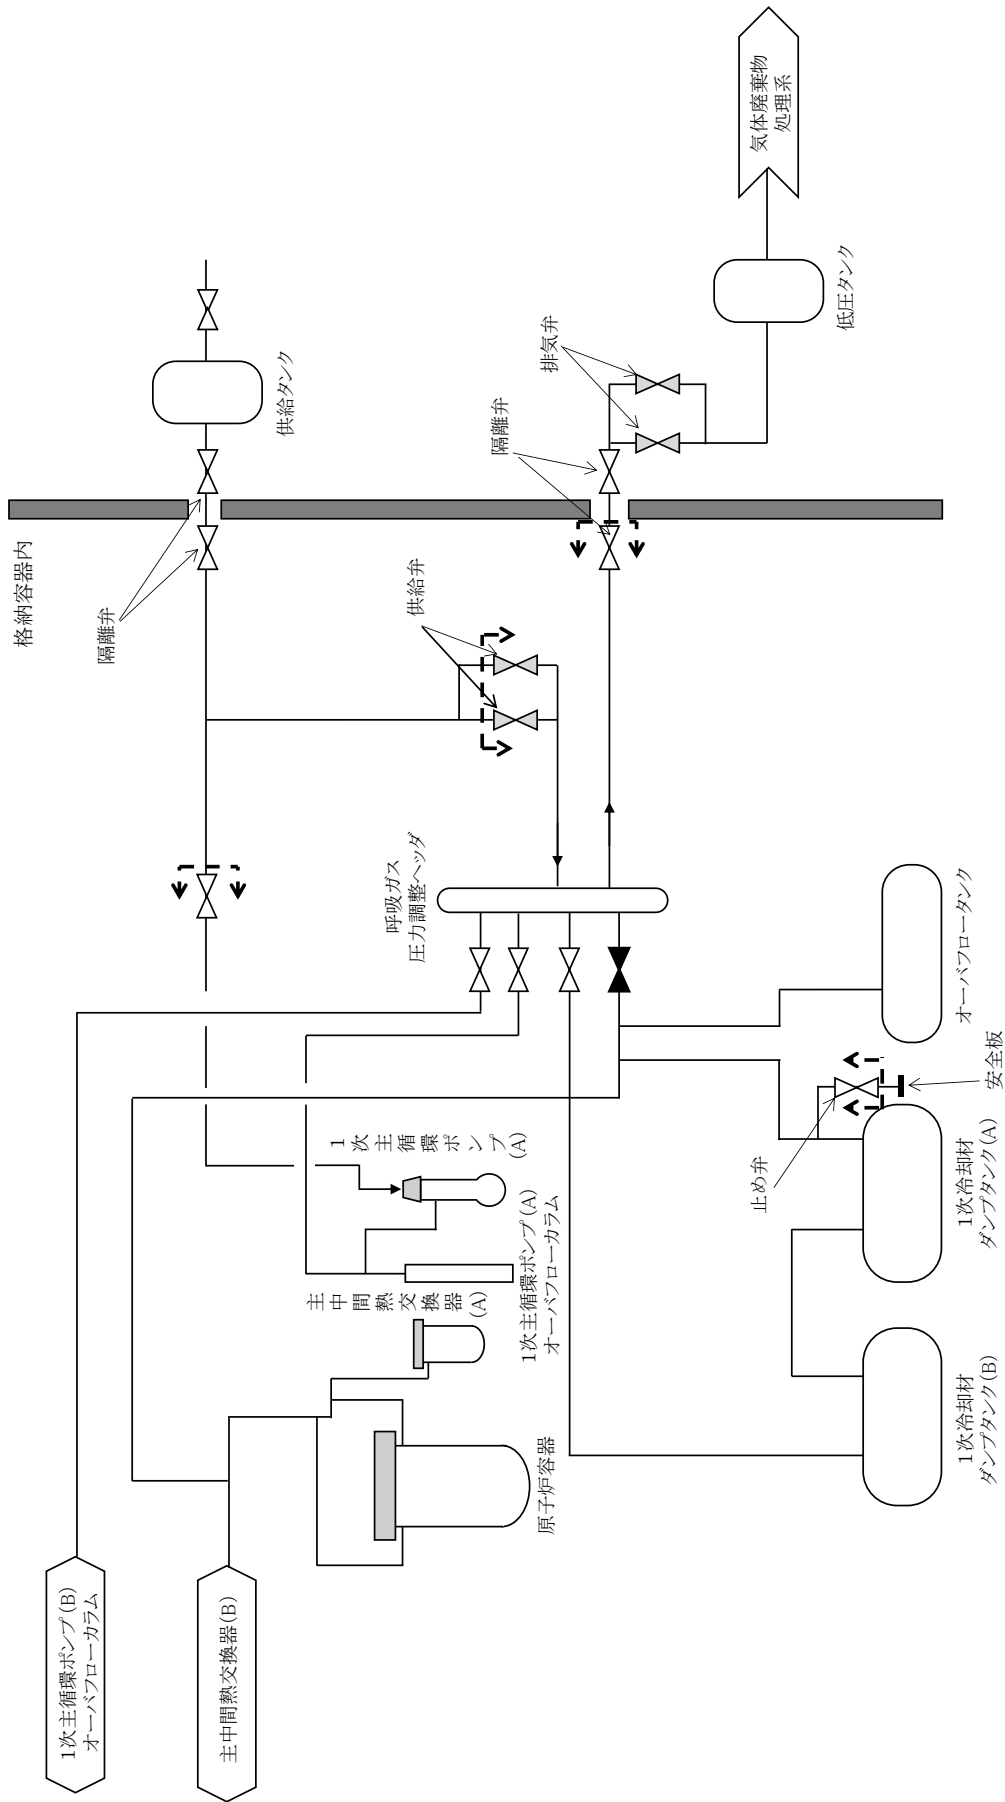 1次主循環ポンプ(B)
オーバフローカラム
主中間熱交換器(B)
格納容器内
隔離弁
供給タンク
供給弁
隔離弁
排気弁
低圧タンク
気体廃棄物
処理系
呼吸ガス
圧力調整ヘッダ
1次主循環ポンプ(A)
主中間熱交換器(A)
1次主循環ポンプ(A)
オーバフローカラム
原子炉容器
オーバフロータンク
安全板
止め弁
1次冷却材
ダンプタンク(A)
1次冷却材
ダンプタンク(B)